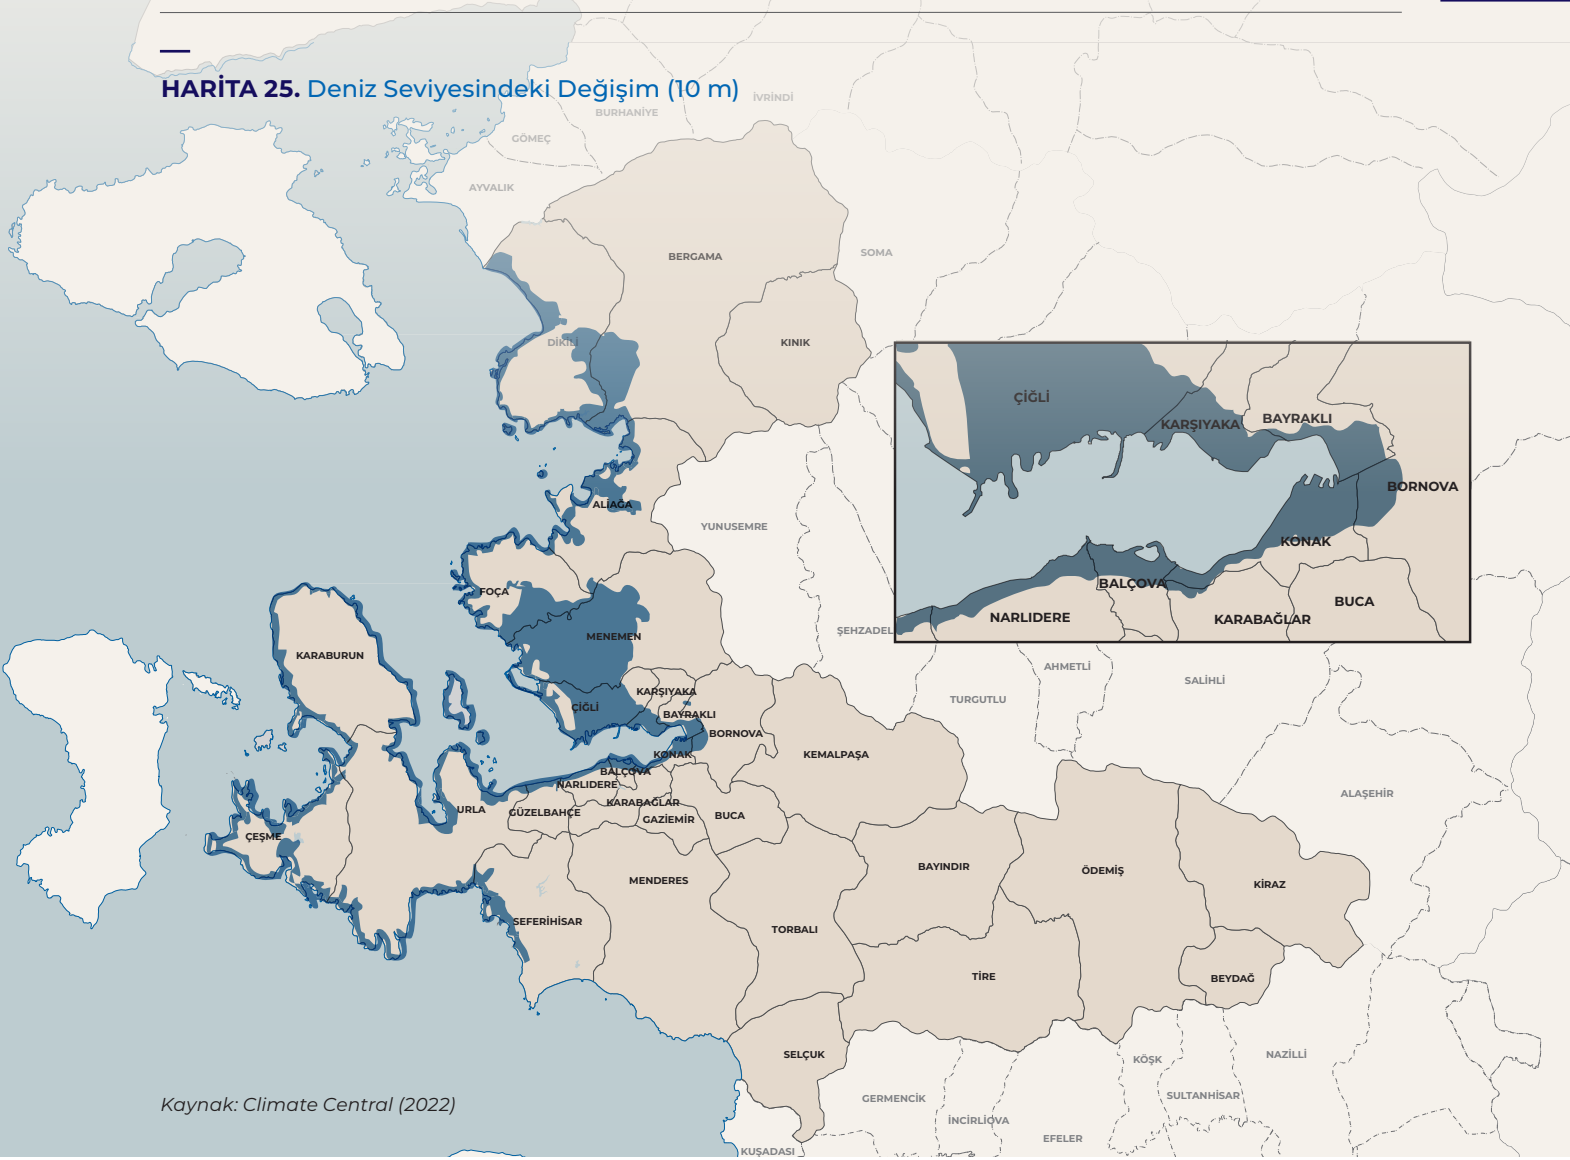 HARİTA 25. Deniz Seviyesindeki Değişim (10 m)
İVRİNDİ
BURHANİYE
GÖMEÇ
AYVALIK
SOMA
BERGAMA
DİKİLİ
KINIK
ÇİĞLİ
KARŞIYAKA
BAYRAKLI
BORNOVA
KONAK
BALÇOVA
NARLIDERE
KARABAĞLAR
BUCA
ALİAĞA
YUNUSEMRE
FOÇA
MENEMEN
ŞEHZADEL
KARABURUN
AHMETLİ
SALİHLİ
TURGUTLU
KARŞIYAKA
ÇİĞLİ
BAYRAKLI
BORNOVA
KONAK
KEMALPAŞA
BALÇOVA
NARLIDERE
ALAŞEHİR
KARABAĞLAR
URLA
GÜZELBAHÇE
GAZİEMİR
BUCA
ÇEŞME
BAYINDIR
ÖDEMİŞ
MENDERES
KİRAZ
SEFERİHİSAR
TORBALI
TİRE
BEYDAĞ
SELÇUK
KÖŞK
NAZİLLİ
GERMENCİK
SULTANHİSAR
Kaynak: Climate Central (2022)
İNCİRLİOVA
EFELER
KUŞADASI